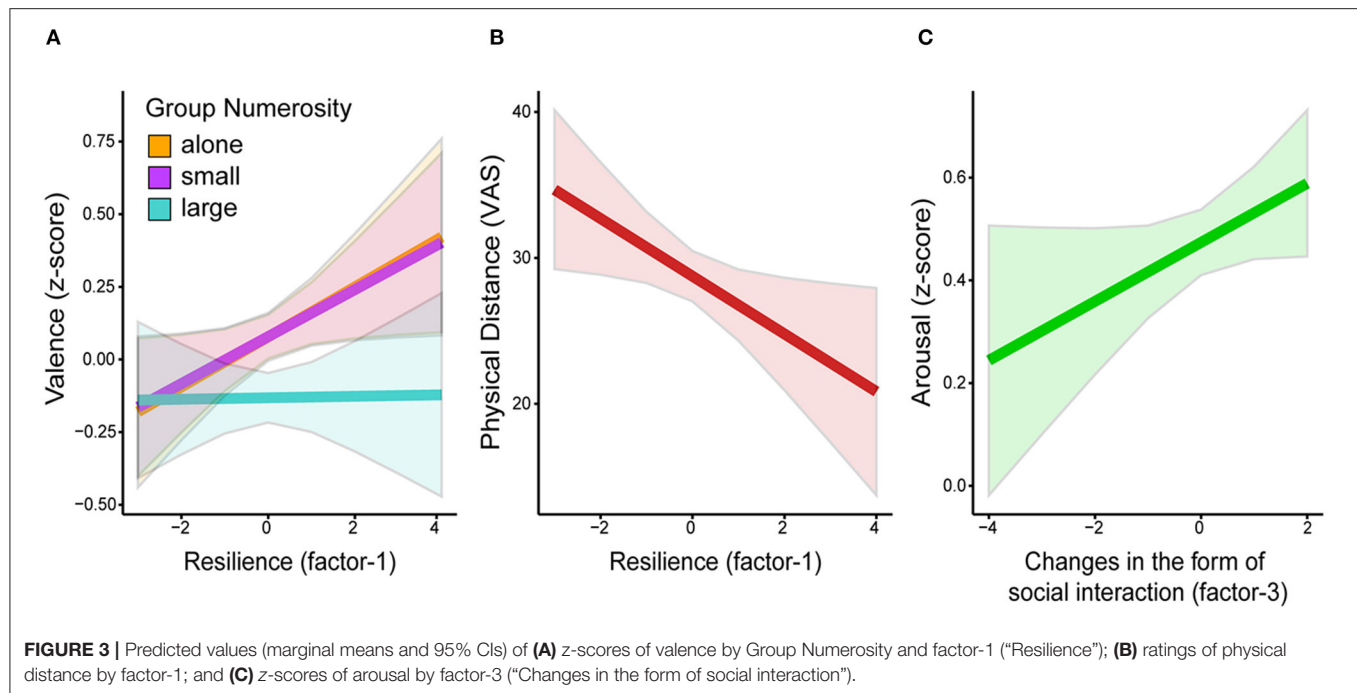 A
B
C
Group Numerosity
alone
small
large
Valence (z-score)
0.75
0.50
0.25
0.00
−0.25
−0.50
−2
0
2
4
Resilience (factor-1)
Physical Distance (VAS)
40
30
20
−2
0
2
4
Resilience (factor-1)
Arousal (z-score)
0.6
0.4
0.2
0.0
−4
−2
0
2
Changes in the form of
social interaction (factor-3)
FIGURE 3 | Predicted values (marginal means and 95% CIs) of (A) z-scores of valence by Group Numerosity and factor-1 (“Resilience”); (B) ratings of physical
distance by factor-1; and (C) z-scores of arousal by factor-3 (“Changes in the form of social interaction”).